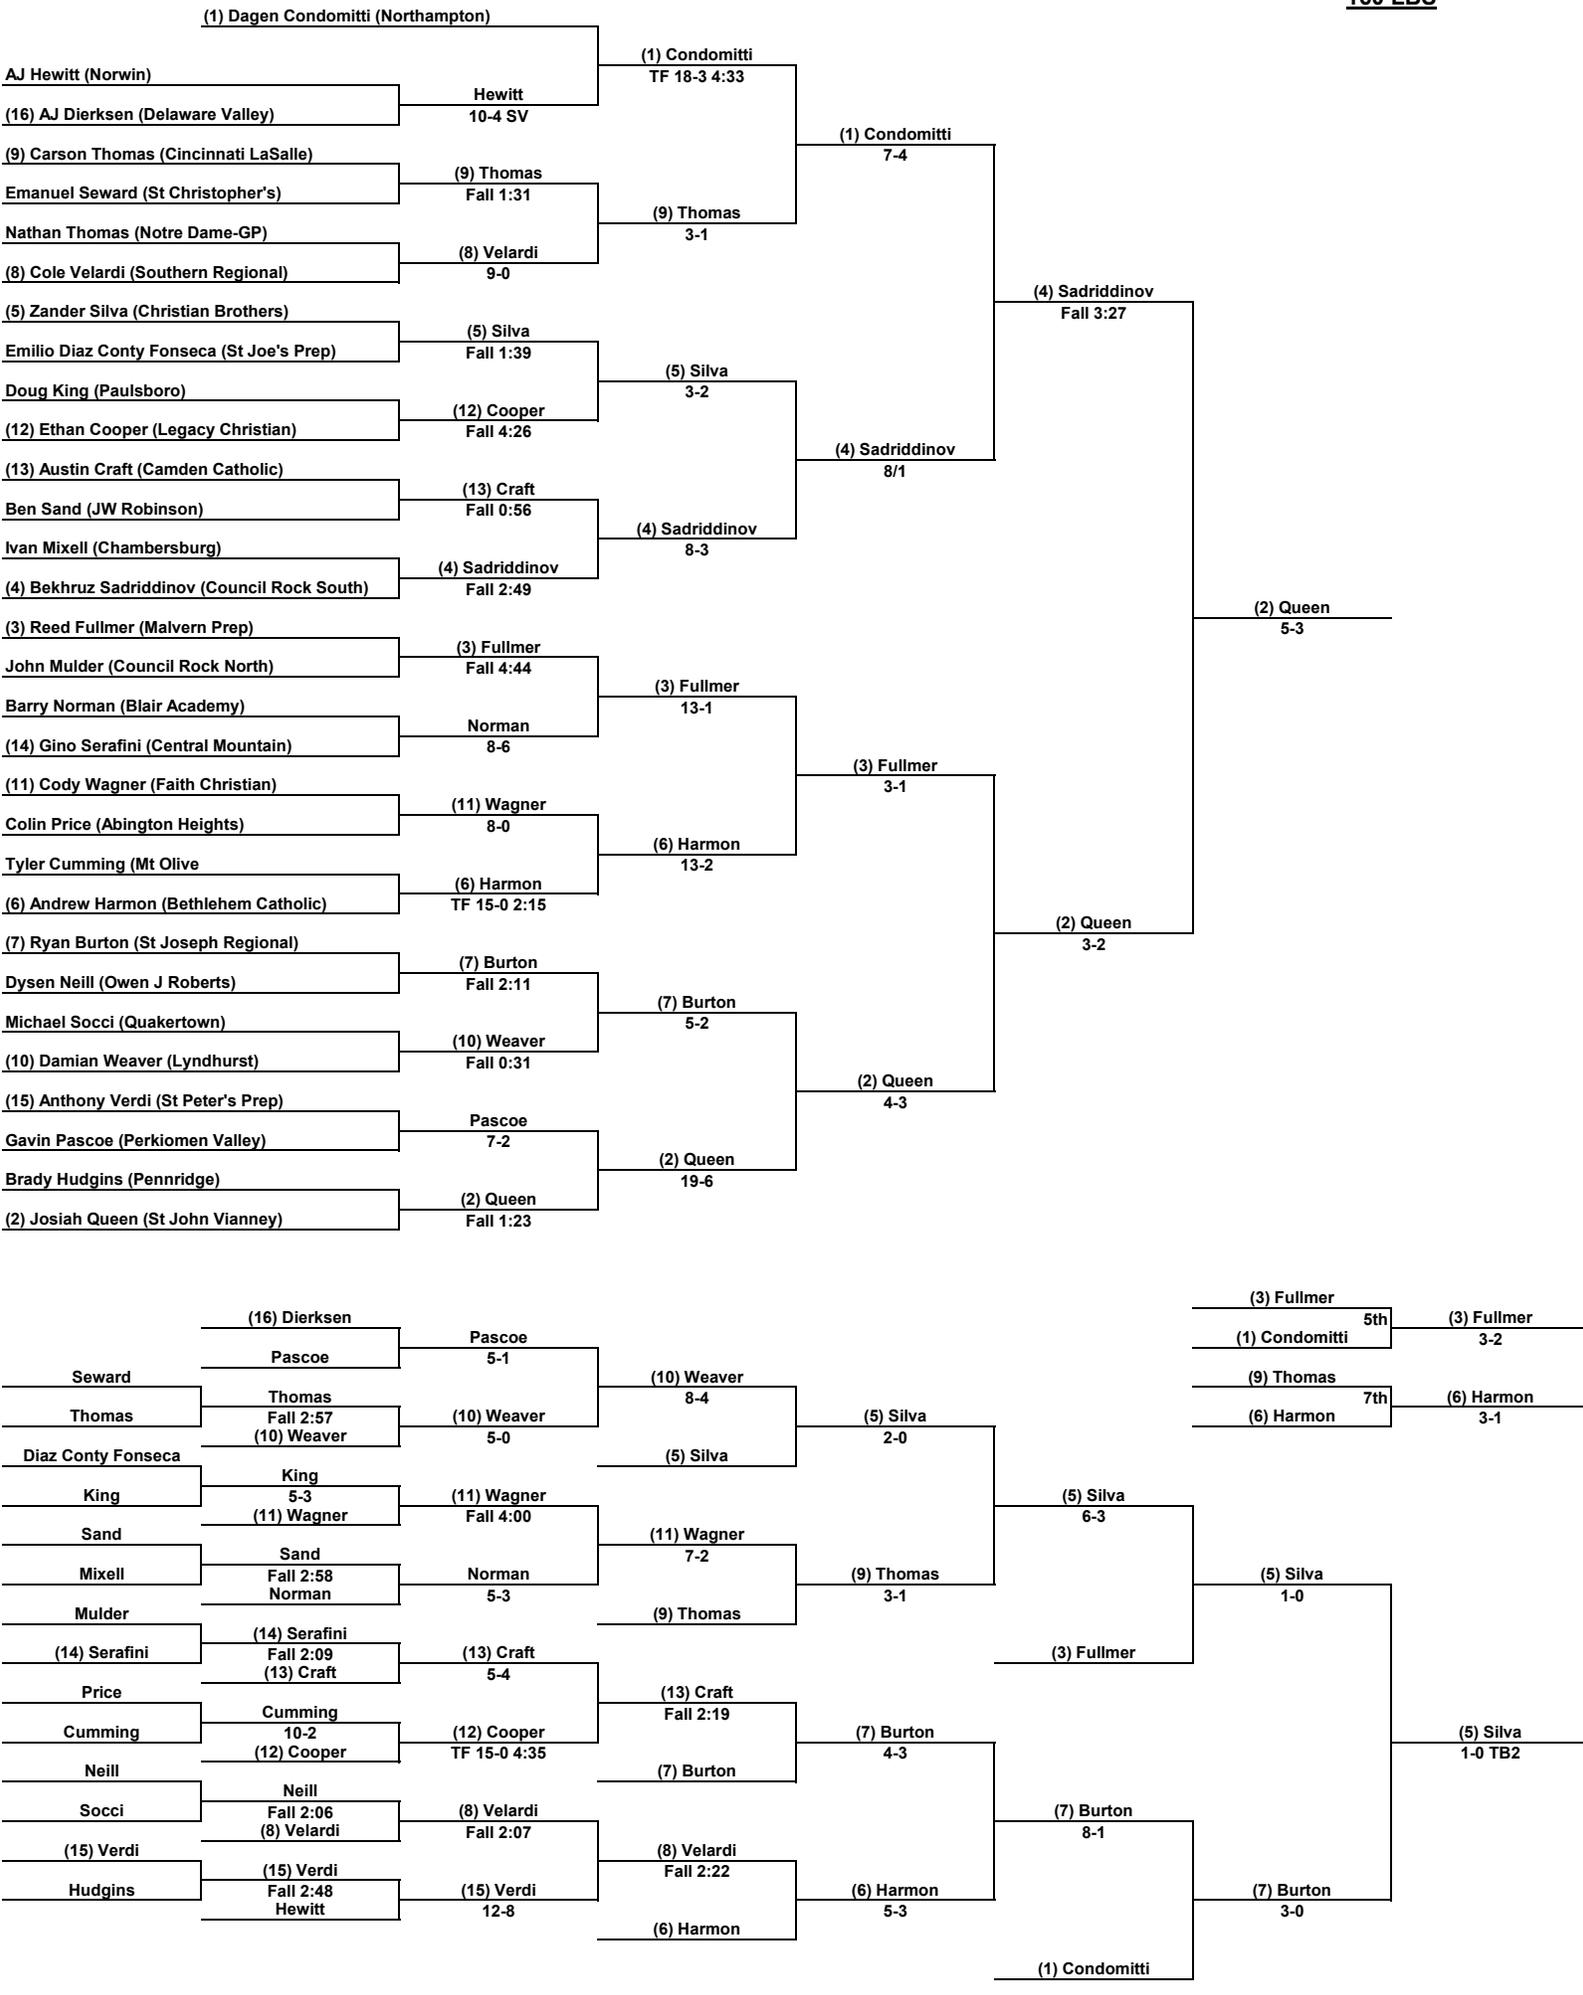 (1) Dagen Condomitti (Northampton)
(1) Condomitti
AJ Hewitt (Norwin)
TF 18-3 4:33
Hewitt
(16) AJ Dierksen (Delaware Valley)
10-4 SV
(1) Condomitti
(9) Carson Thomas (Cincinnati LaSalle)
7-4
(9) Thomas
Emanuel Seward (St Christopher's)
Fall 1:31
(9) Thomas
Nathan Thomas (Notre Dame-GP)
3-1
(8) Velardi
(8) Cole Velardi (Southern Regional)
9-0
(4) Sadriddinov
(5) Zander Silva (Christian Brothers)
Fall 3:27
(5) Silva
Emilio Diaz Conty Fonseca (St Joe's Prep)
Fall 1:39
(5) Silva
Doug King (Paulsboro)
3-2
(12) Cooper
(12) Ethan Cooper (Legacy Christian)
Fall 4:26
(4) Sadriddinov
(13) Austin Craft (Camden Catholic)
8/1
(13) Craft
Ben Sand (JW Robinson)
Fall 0:56
(4) Sadriddinov
Ivan Mixell (Chambersburg)
8-3
(4) Sadriddinov
(4) Bekhruz Sadriddinov (Council Rock South)
Fall 2:49
(2) Queen
(3) Reed Fullmer (Malvern Prep)
5-3
(3) Fullmer
John Mulder (Council Rock North)
Fall 4:44
(3) Fullmer
Barry Norman (Blair Academy)
13-1
Norman
(14) Gino Serafini (Central Mountain)
8-6
(3) Fullmer
(11) Cody Wagner (Faith Christian)
3-1
(11) Wagner
Colin Price (Abington Heights)
8-0
(6) Harmon
Tyler Cumming (Mt Olive
13-2
(6) Harmon
(6) Andrew Harmon (Bethlehem Catholic)
TF 15-0 2:15
(2) Queen
(7) Ryan Burton (St Joseph Regional)
3-2
(7) Burton
Dysen Neill (Owen J Roberts)
Fall 2:11
(7) Burton
Michael Socci (Quakertown)
5-2
(10) Weaver
(10) Damian Weaver (Lyndhurst)
Fall 0:31
(2) Queen
(15) Anthony Verdi (St Peter's Prep)
4-3
Pascoe
Gavin Pascoe (Perkiomen Valley)
7-2
(2) Queen
Brady Hudgins (Pennridge)
19-6
(2) Queen
(2) Josiah Queen (St John Vianney)
Fall 1:23
(3) Fullmer
(16) Dierksen
5th
(3) Fullmer
Pascoe
(1) Condomitti
3-2
Pascoe
5-1
Seward
(10) Weaver
(9) Thomas
Thomas
8-4
7th
(6) Harmon
Thomas
Fall 2:57
(10) Weaver
(5) Silva
(6) Harmon
3-1
(10) Weaver
5-0
2-0
Diaz Conty Fonseca
(5) Silva
King
King
5-3
(11) Wagner
(5) Silva
(11) Wagner
Fall 4:00
6-3
Sand
(11) Wagner
Sand
7-2
Mixell
Fall 2:58
Norman
(9) Thomas
(5) Silva
Norman
5-3
3-1
1-0
Mulder
(9) Thomas
(14) Serafini
(14) Serafini
Fall 2:09
(13) Craft
(3) Fullmer
(13) Craft
5-4
Price
(13) Craft
Cumming
Fall 2:19
Cumming
10-2
(12) Cooper
(7) Burton
(5) Silva
(12) Cooper
TF 15-0 4:35
4-3
1-0 TB2
Neill
(7) Burton
Neill
Socci
Fall 2:06
(8) Velardi
(7) Burton
(8) Velardi
Fall 2:07
8-1
(15) Verdi
(8) Velardi
(15) Verdi
Fall 2:22
Hudgins
Fall 2:48
(15) Verdi
(6) Harmon
(7) Burton
Hewitt
12-8
5-3
3-0
(6) Harmon
(1) Condomitti